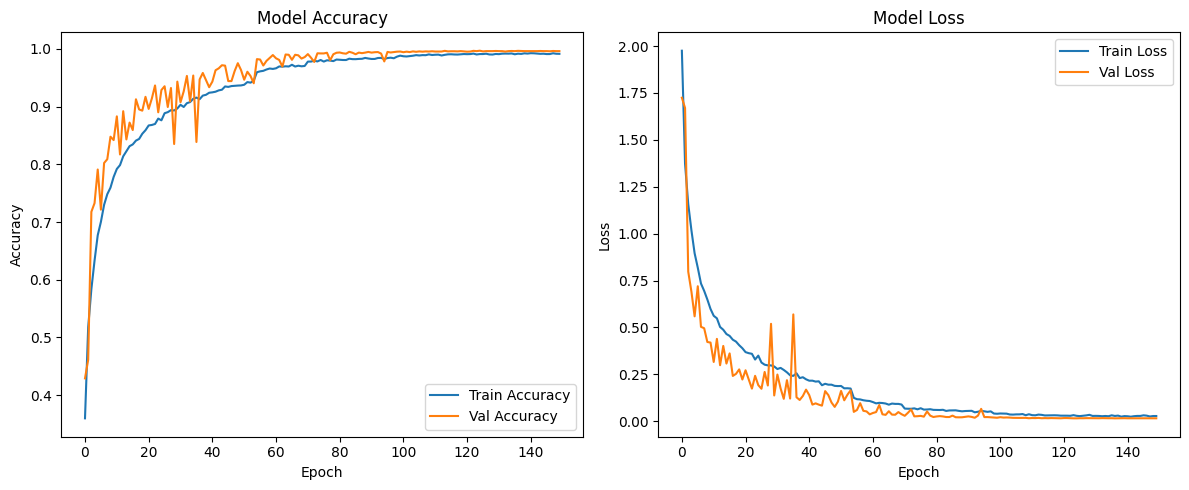 Model Accuracy
1.0
0.9
0.8
0.7
0.6
0.5
0.4
Accuracy
0 20 40 60 80 100 120 140
Epoch
Train Accuracy
Val Accuracy
Model Loss
2.00
1.75
1.50
1.25
1.00
0.75
0.50
0.25
0.00
Loss
0 20 40 60 80 100 120 140
Epoch
Train Loss
Val Loss